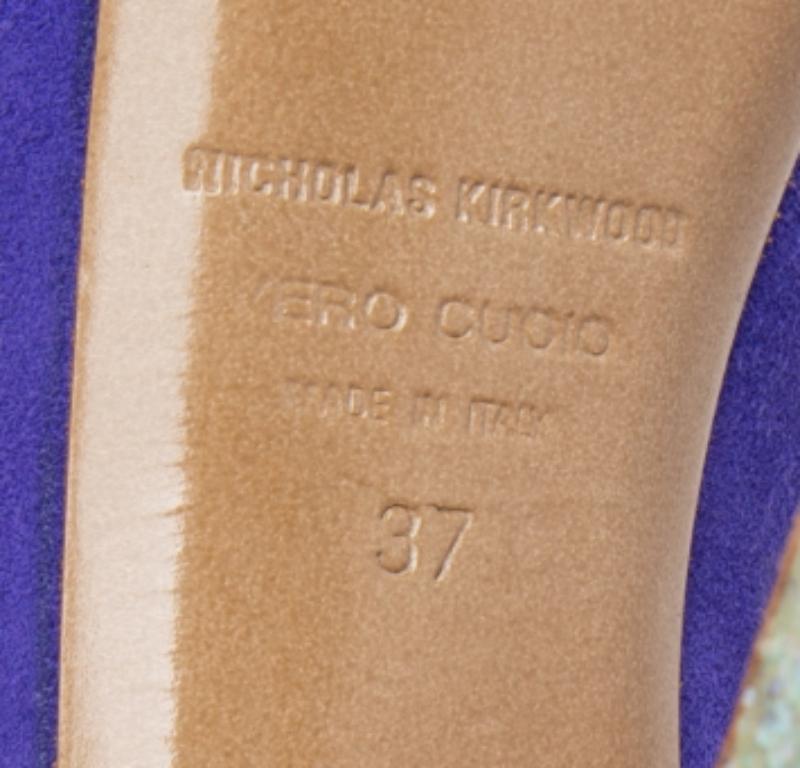 NICHOLAS KIRKWOOD
VERO CUOIO
MADE IN ITALY
37